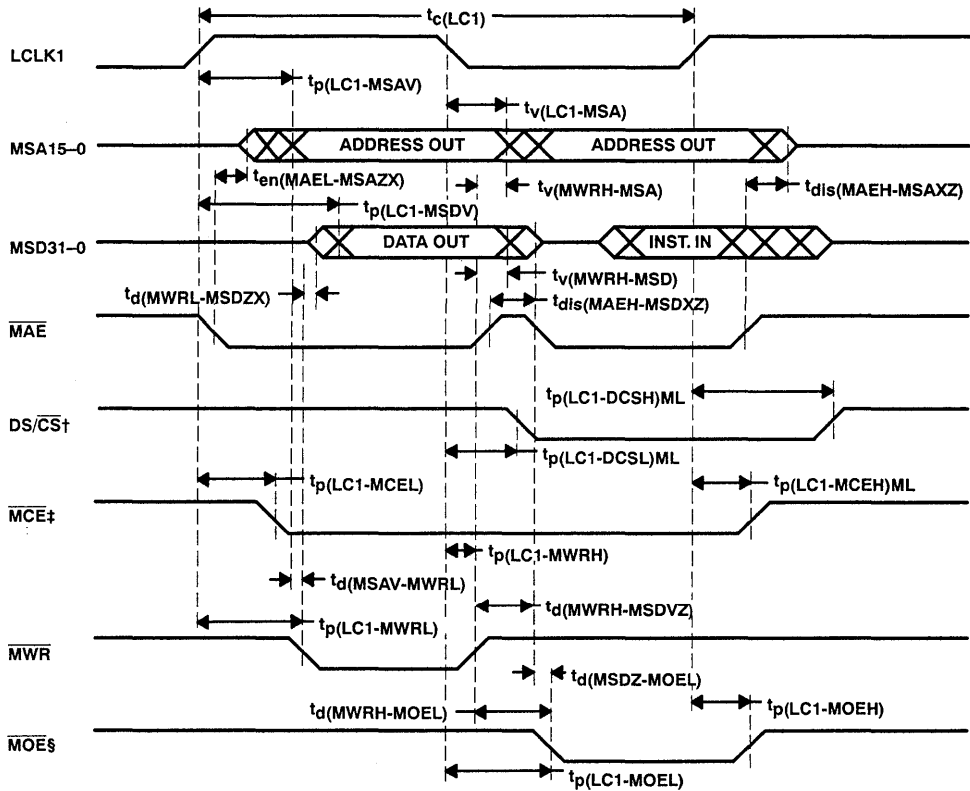 tc(LC1)
LCLK1
tp(LC1-MSAV)
tv(LC1-MSA)
MSA15–0
ADDRESS OUT
ADDRESS OUT
ten(MAEL-MSAZX)
tv(MWRH-MSA)
tdis(MAEH-MSAXZ)
tp(LC1-MSDV)
MSD31–0
DATA OUT
INST. IN
tv(MWRH-MSD)
td(MWRL-MSDZX)
tdis(MAEH-MSDXZ)
MAE
tp(LC1-DCSH)ML
DS/CS†
tp(LC1-DCSL)ML
tp(LC1-MCEL)
tp(LC1-MCEH)ML
MCE‡
tp(LC1-MWRH)
td(MSAV-MWRL)
td(MWRH-MSDVZ)
tp(LC1-MWRL)
MWR
td(MSDZ-MOEL)
td(MWRH-MOEL)
tp(LC1-MOEH)
MOE§
tp(LC1-MOEL)